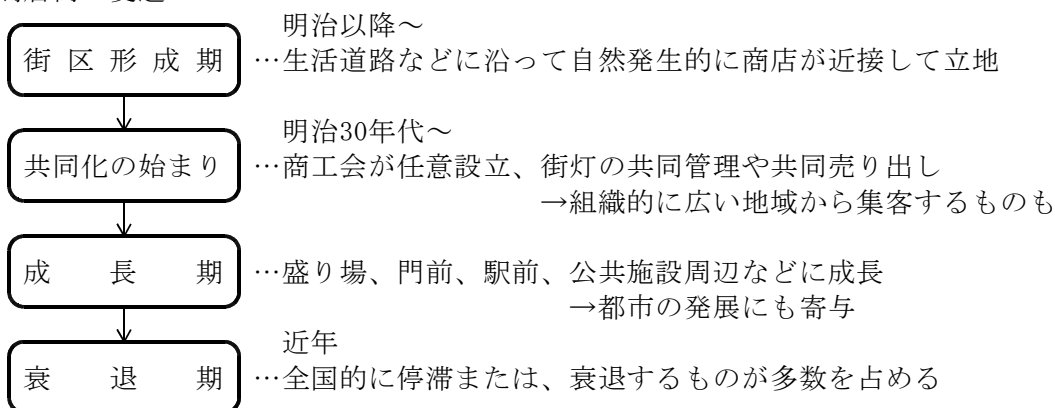 明治以降～
街区形成期 …生活道路などに沿って自然発生的に商店が近接して立地
明治30年代～
共同化の始まり …商工会が任意設立、街灯の共同管理や共同売り出し
→組織的に広い地域から集客するものも
成長期 …盛り場、門前、駅前、公共施設周辺などに成長
→都市の発展にも寄与
近年
衰退期 …全国的に停滞または、衰退するものが多数を占める